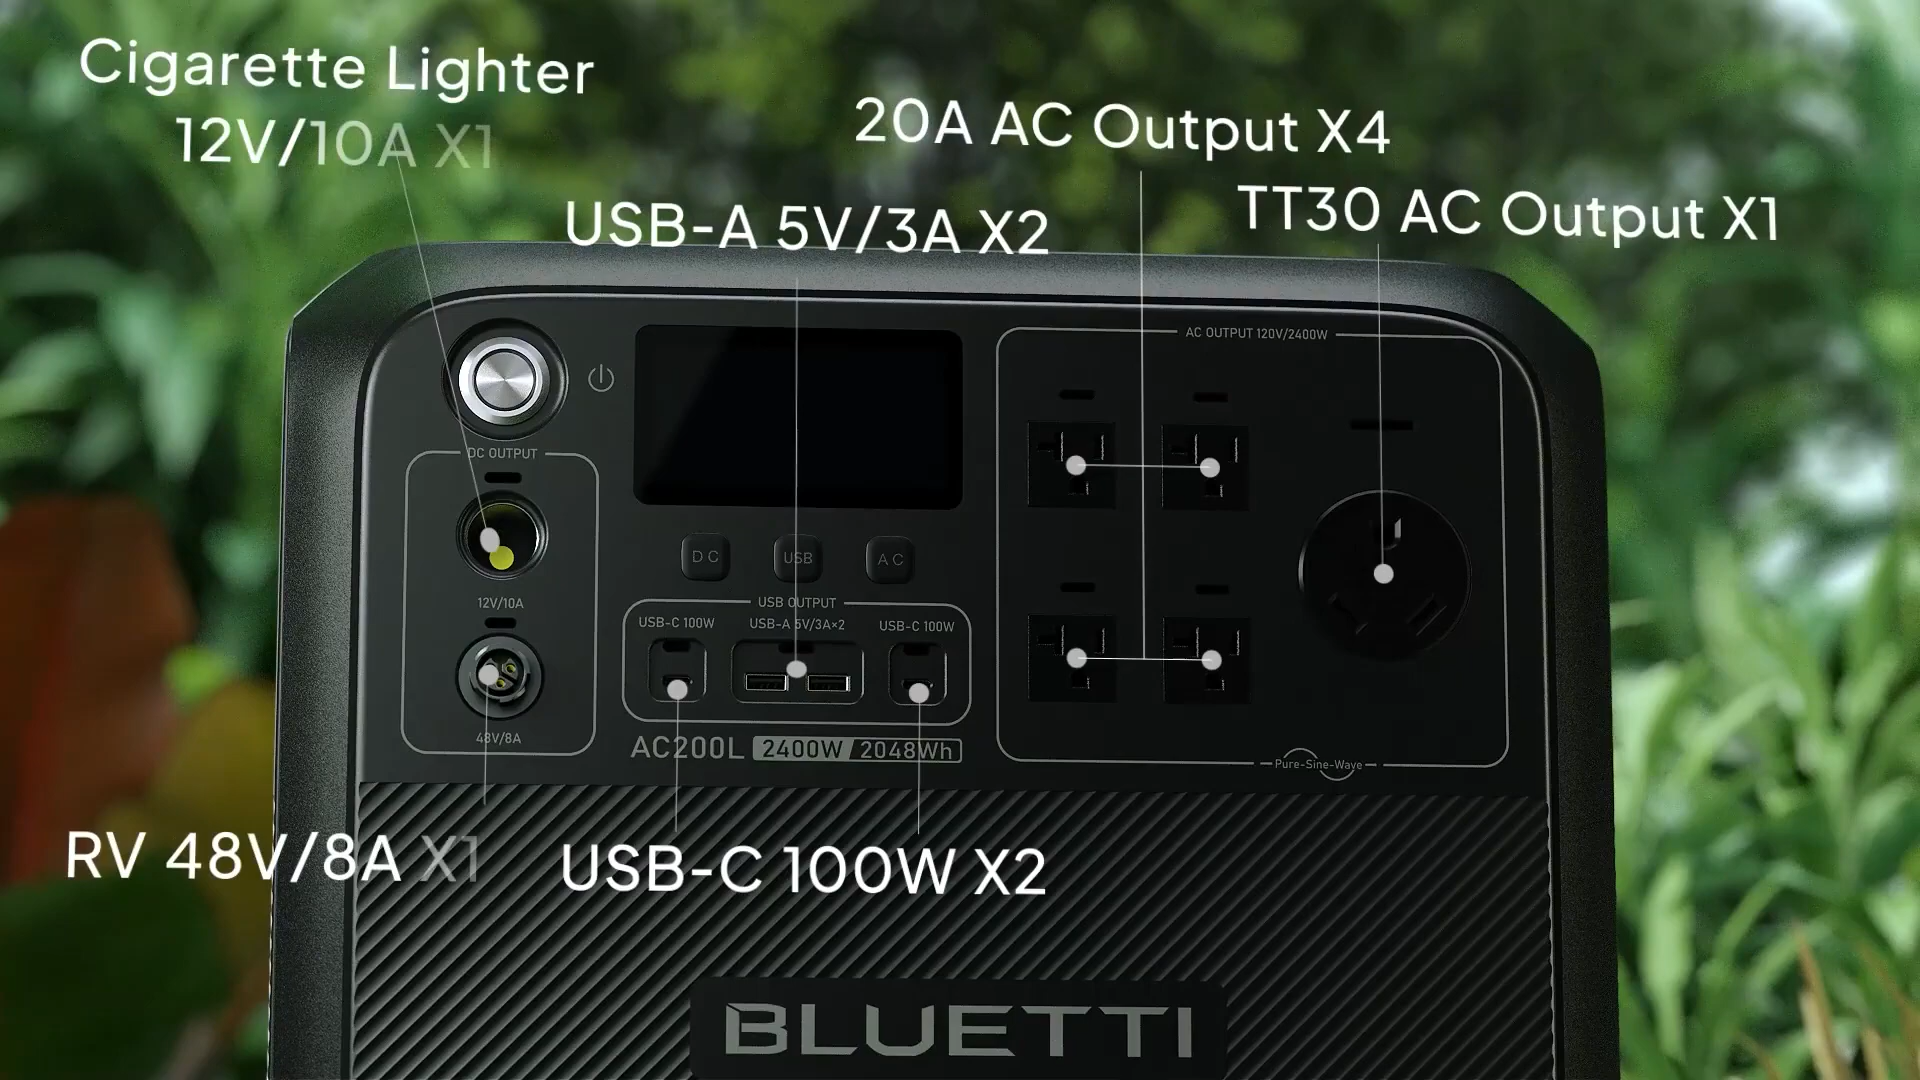 Cigarette Lighter
12V/10A X1
20A AC Output X4
USB-A 5V/3A X2
TT30 AC Output X1
AC OUTPUT 120V/2400W
DC OUTPUT
DC
USB
AC
12V/10A
USB OUTPUT
USB-C 100W
USB-A 5V/3A×2
USB-C 100W
48V/8A
AC200L 2400W 2048Wh
Pure-Sine-Wave
RV 48V/8A X1
USB-C 100W X2
BLUETTI